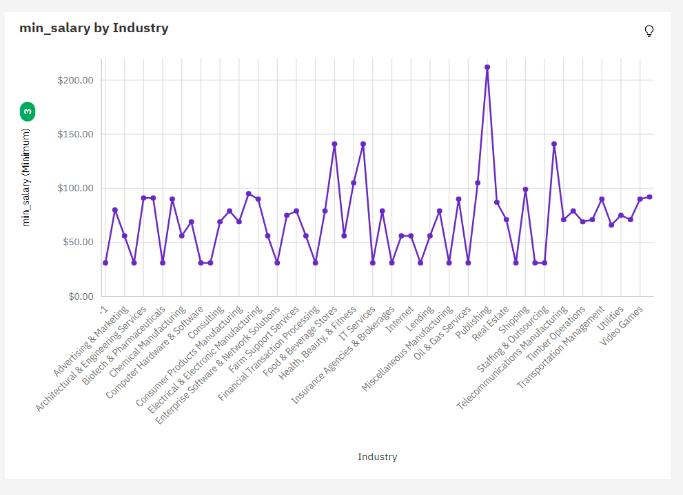 min_salary by Industry
$200.00
$150.00
$100.00
$50.00
$0.00
min_salary (Minimum)
3
-1
Advertising & Marketing
Architectural & Engineering Services
Biotech & Pharmaceuticals
Chemical Manufacturing
Computer Hardware & Software
Consulting
Consumer Products Manufacturing
Electrical & Electronic Manufacturing
Enterprise Software & Network Solutions
Farm Support Services
Financial Transaction Processing
Food & Beverage Stores
Health, Beauty, & Fitness
IT Services
Insurance Agencies & Brokerages
Internet
Lending
Miscellaneous Manufacturing
Oil & Gas Services
Publishing
Real Estate
Shipping
Staffing & Outsourcing
Telecommunications Manufacturing
Timber Operations
Transportation Management
Utilities
Video Games
Industry